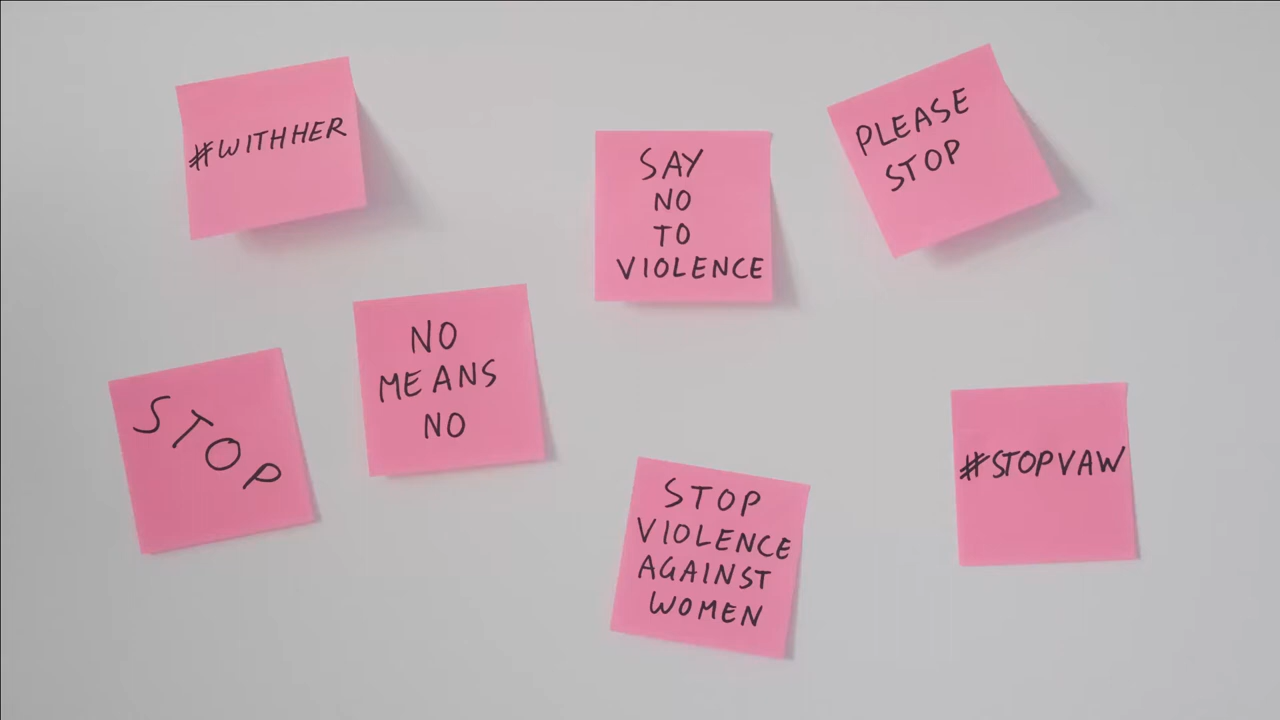 #WITHHER
SAY
NO
TO
VIOLENCE
PLEASE
STOP
STOP
NO
MEANS
NO
STOP
VIOLENCE
AGAINST
WOMEN
#STOPVAW